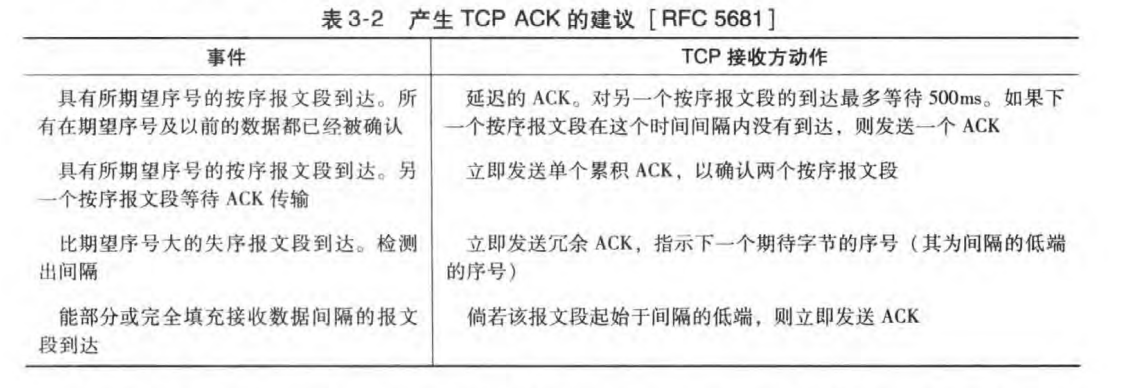 表3-2 产生TCP ACK的建议［RFC 5681］
事件
TCP 接收方动作
具有所期望序号的按序报文段到达。所
有在期望序号及以前的数据都已经被确认
延迟的 ACK。对另一个按序报文段的到达最多等待 500ms。如果下
一个按序报文段在这个时间间隔内没有到达，则发送一个 ACK
具有所期望序号的按序报文段到达。另
一个按序报文段等待 ACK 传输
立即发送单个累积 ACK，以确认两个按序报文段
比期望序号大的失序报文段到达。检测
出间隔
立即发送冗余 ACK，指示下一个期待字节的序号（其为间隔的低端
的序号）
能部分或完全填充接收数据间隔的报文
段到达
倘若该报文段起始于间隔的低端，则立即发送 ACK